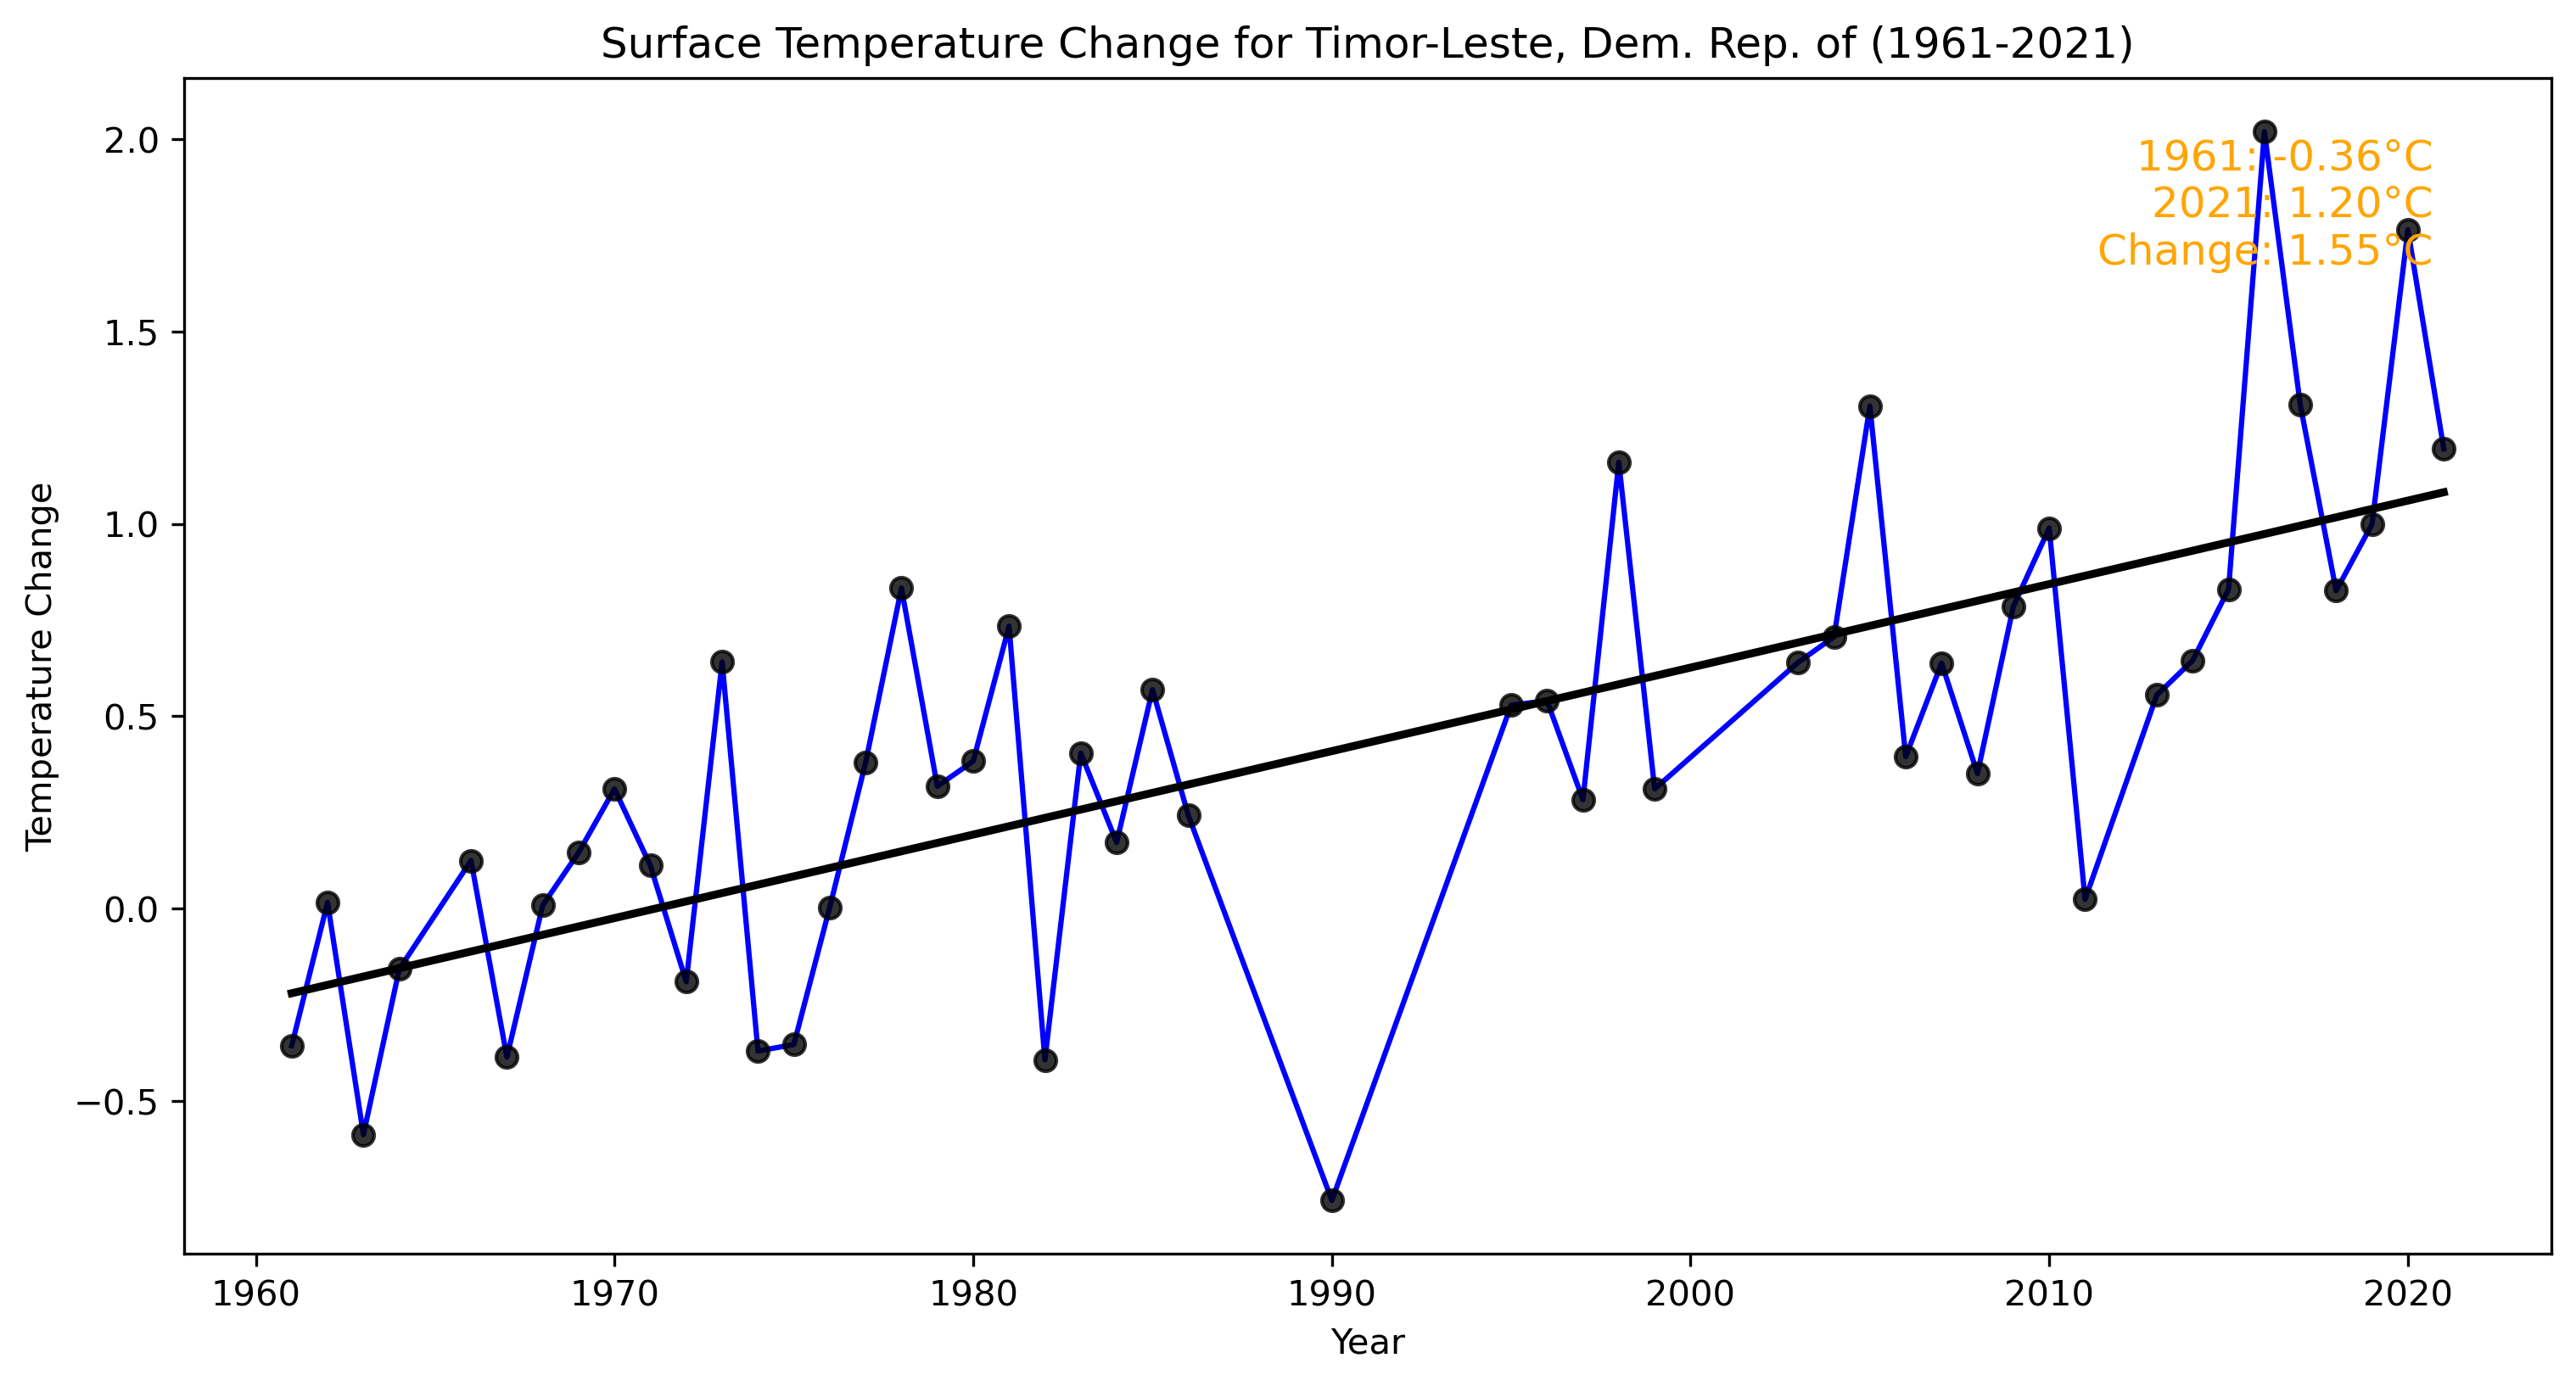 Surface Temperature Change for Timor-Leste, Dem. Rep. of (1961-2021)
2.0
1.5
1.0
0.5
0.0
−0.5
Temperature Change
1961: -0.36°C
2021: 1.20°C
Change: 1.55°C
1960 1970 1980 1990 2000 2010 2020
Year